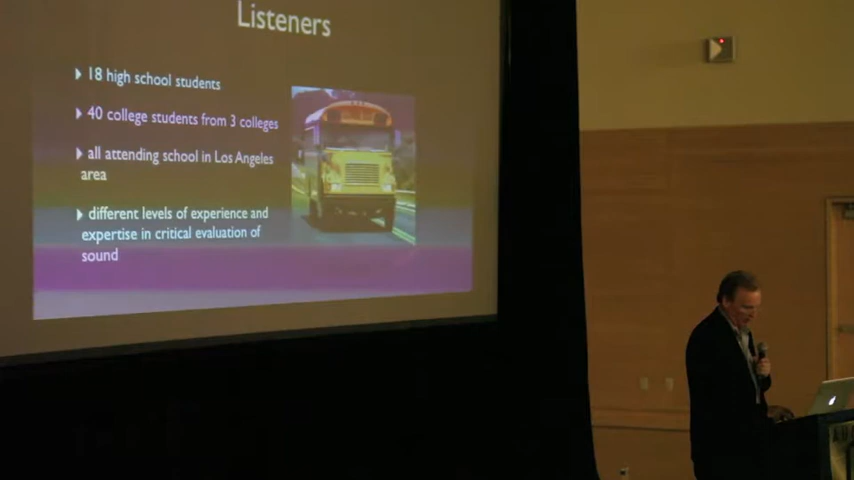 Listeners
18 high school students
40 college students from 3 colleges
all attending school in Los Angeles
area
different levels of experience and
expertise in critical evaluation of
sound